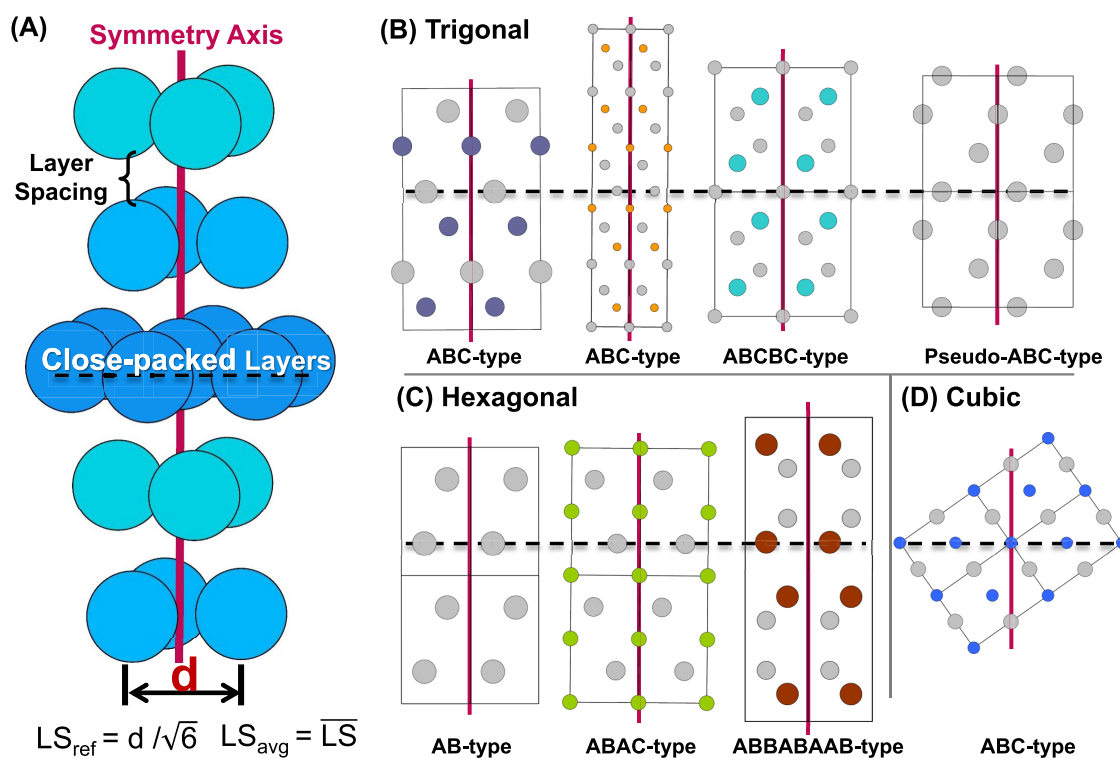 (A)
Symmetry Axis
Layer
Spacing
Close-packed Layers
d
LSref = d /√6 LSavg = L̅S̅
(B) Trigonal
ABC-type
ABC-type
ABCBC-type
Pseudo-ABC-type
(C) Hexagonal
AB-type
ABAC-type
ABBABAAB-type
(D) Cubic
ABC-type